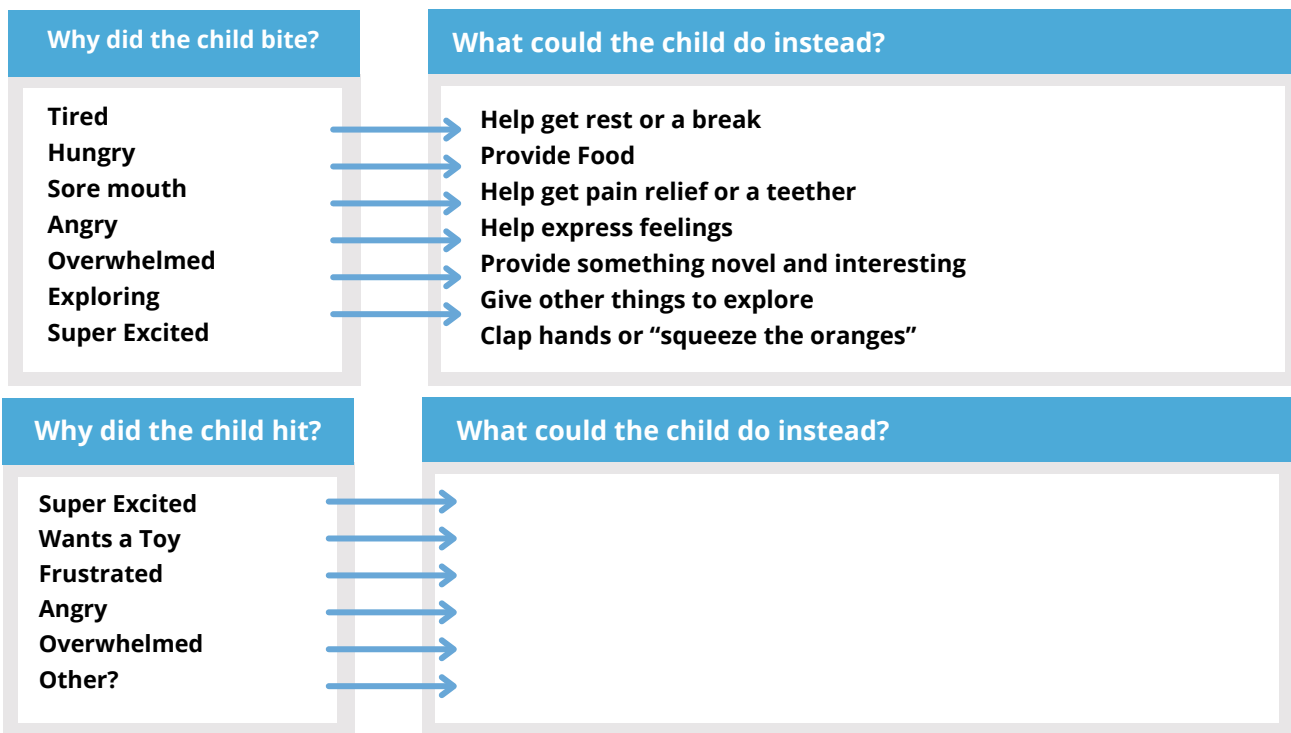 Why did the child bite?
What could the child do instead?
Tired
Hungry
Sore mouth
Angry
Overwhelmed
Exploring
Super Excited
Help get rest or a break
Provide Food
Help get pain relief or a teether
Help express feelings
Provide something novel and interesting
Give other things to explore
Clap hands or “squeeze the oranges”
Why did the child hit?
What could the child do instead?
Super Excited
Wants a Toy
Frustrated
Angry
Overwhelmed
Other?